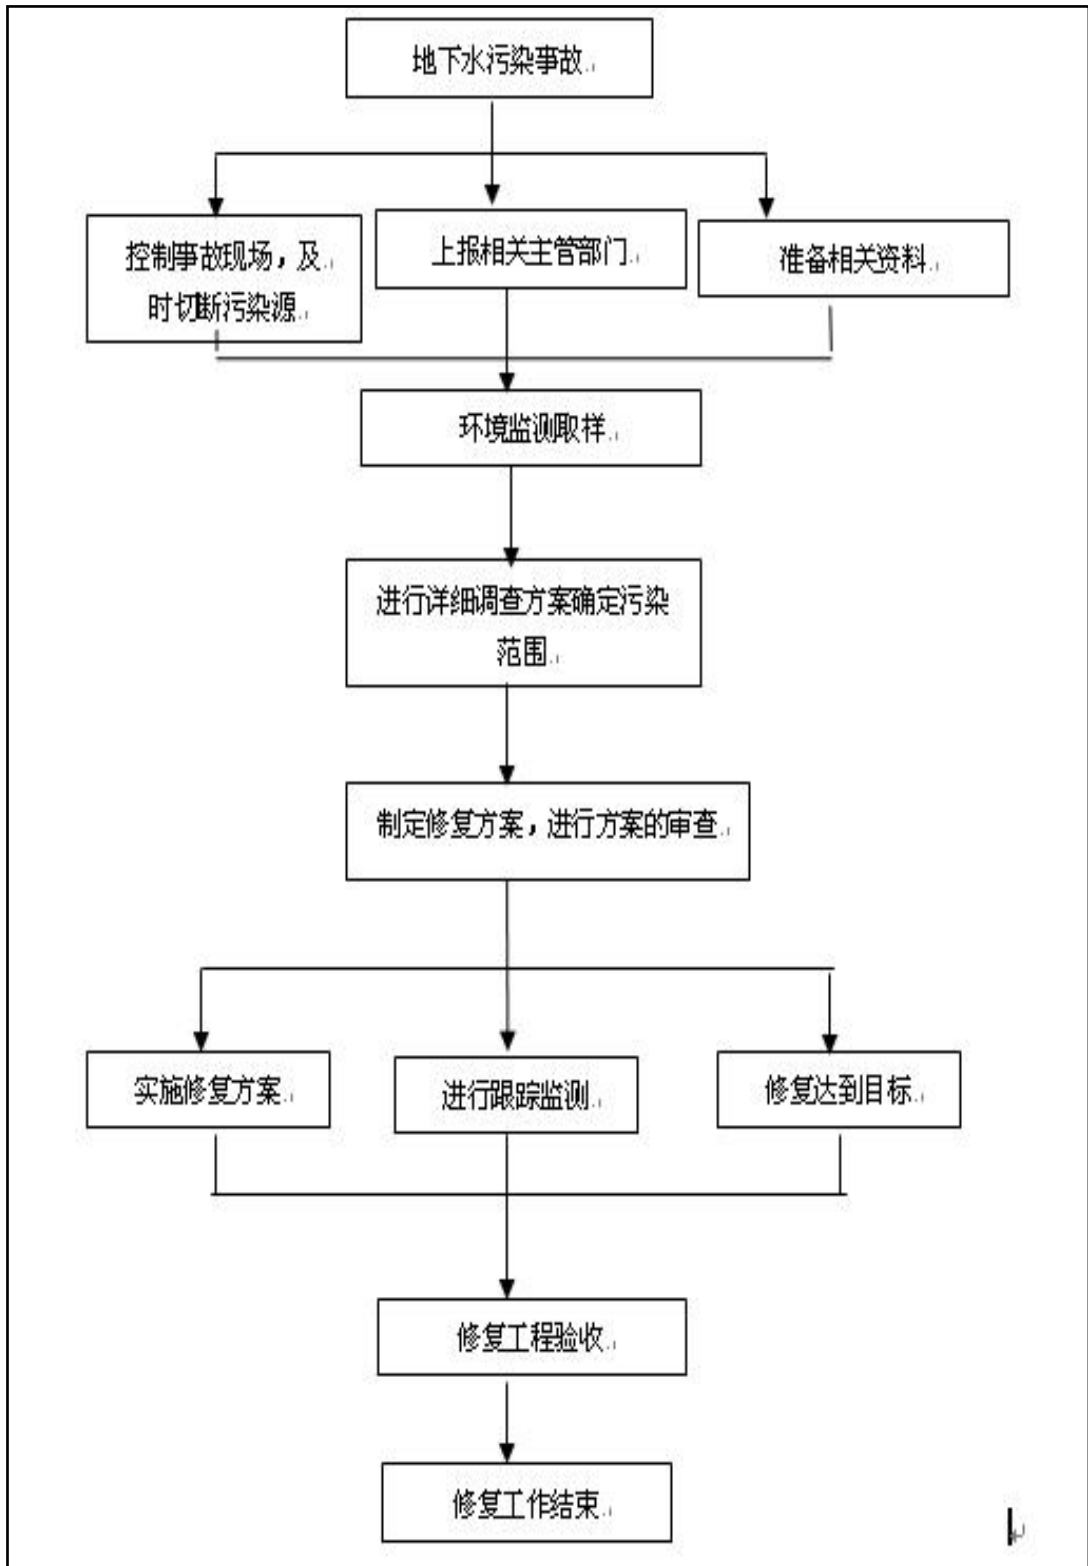 地下水污染事故
控制事故现场，及
时切断污染源
上报相关主管部门
准备相关资料
环境监测取样
进行详细调查方案确定污染
范围
制定修复方案，进行方案的审查
实施修复方案
进行跟踪监测
修复达到目标
修复工程验收
修复工作结束